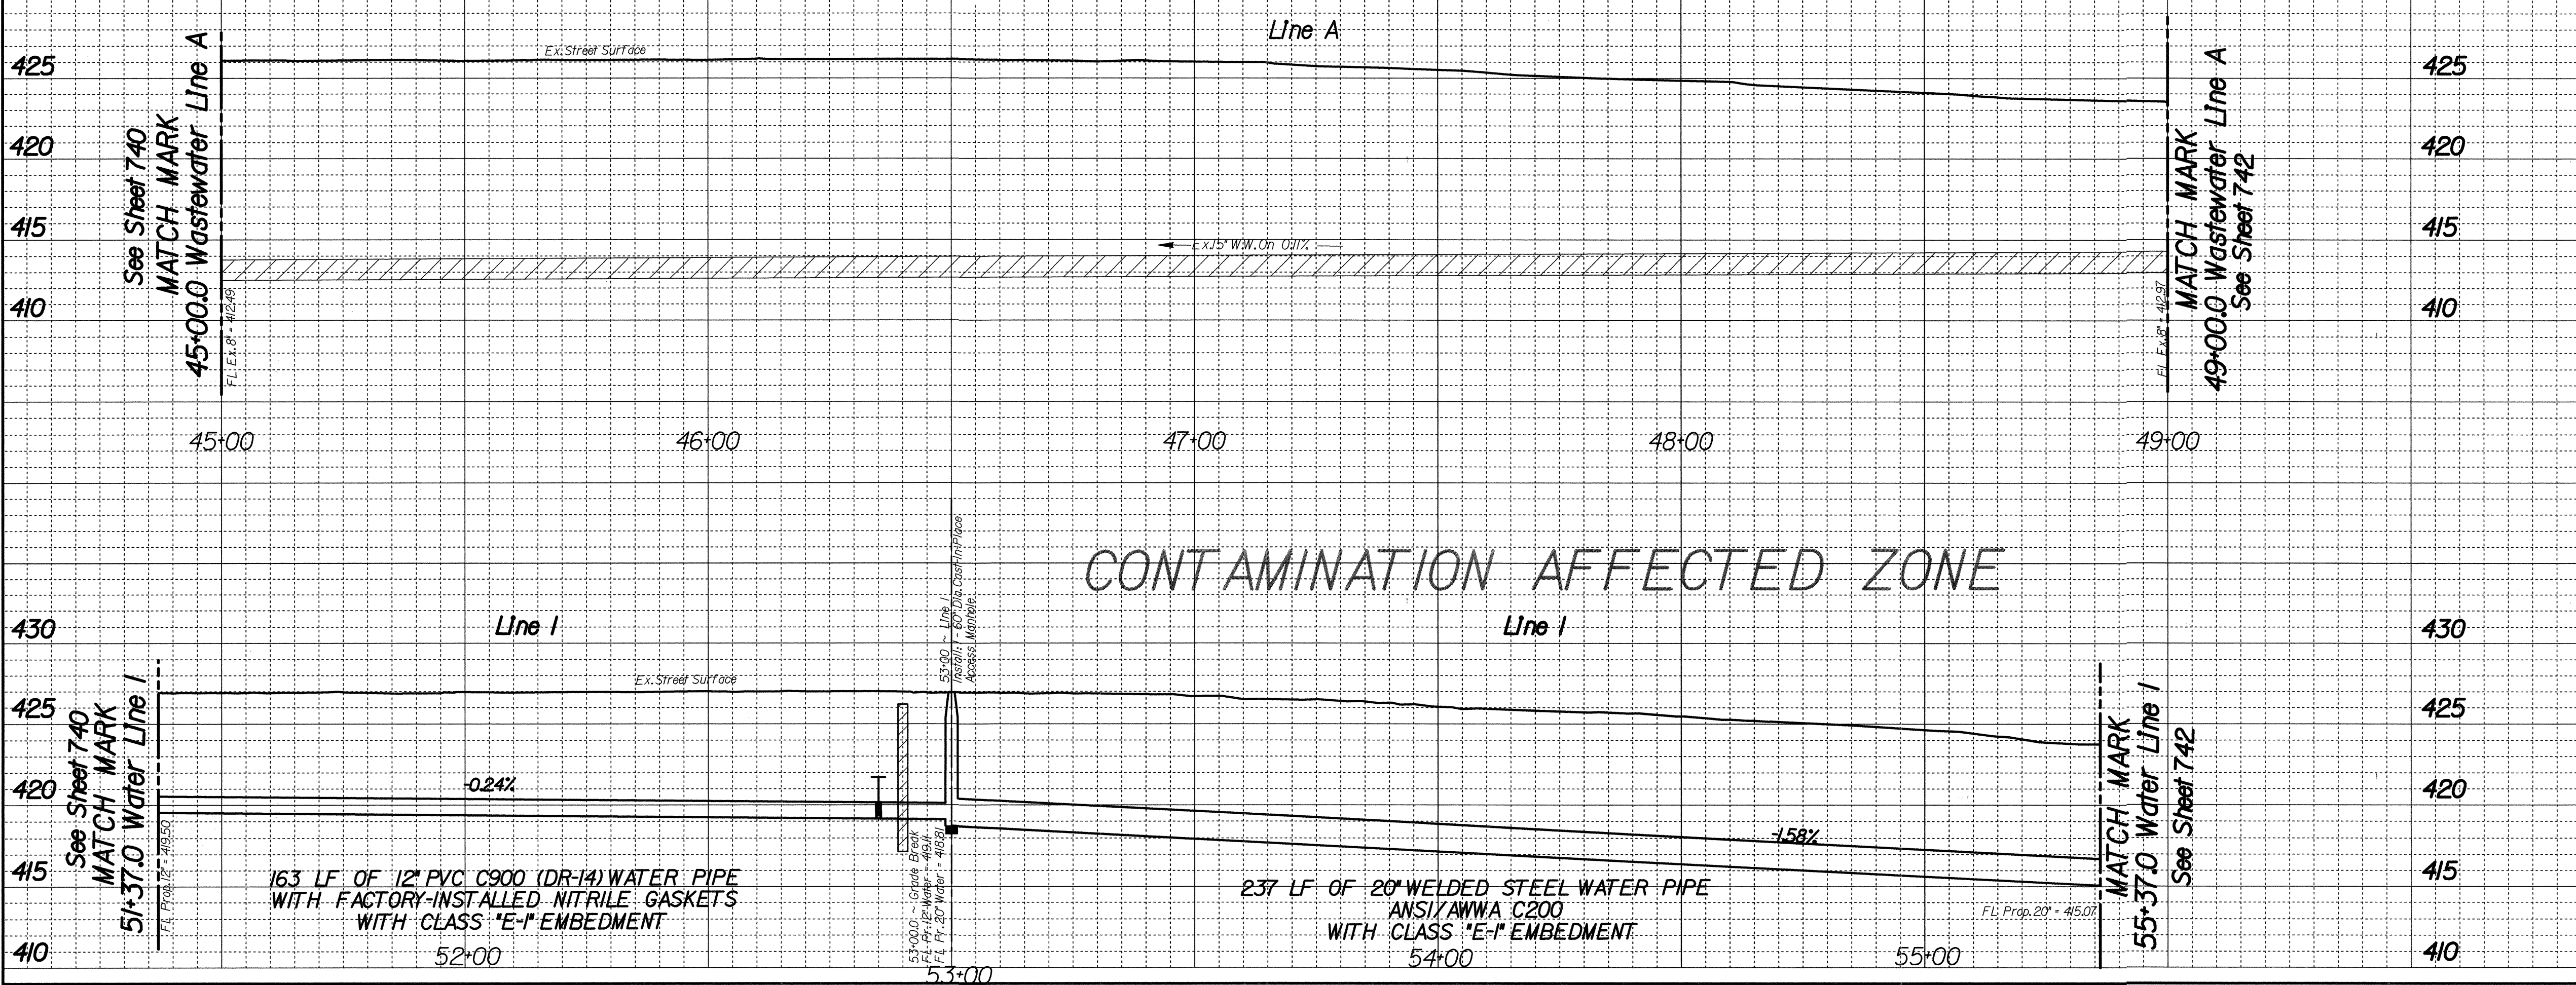 Line A
425
Ex. Street Surface
425
420
420
415
415
410
410
See Sheet 740
MATCH MARK
45+00.0 Wastewater Line A
FL Ex. 8" = 412.49
Ex. 15" W.W. On 0.11%
FL Ex. 8" = 412.97
MATCH MARK
49+00.0 Wastewater Line A
See Sheet 742
45+00
46+00
47+00
48+00
49+00
CONTAMINATION AFFECTED ZONE
53+00 ~ Line 1
Install: 1 - 60" Dia. Cast-In-Place
Access Manhole
430
Line 1
Line 1
430
Ex. Street Surface
425
425
420
420
415
415
410
410
See Sheet 740
MATCH MARK
51+37.0 Water Line 1
FL Prop. 12" = 419.50
-0.24%
-1.58%
163 LF OF 12" PVC C900 (DR-14) WATER PIPE
WITH FACTORY-INSTALLED NITRILE GASKETS
WITH CLASS "E-1" EMBEDMENT
53+00.0 ~ Grade Break
FL Pr. 12" Water = 419.11
FL Pr. 20" Water = 418.81
237 LF OF 20" WELDED STEEL WATER PIPE
ANSI/AWWA C200
WITH CLASS "E-1" EMBEDMENT
FL Prop. 20" = 415.07
MATCH MARK
55+37.0 Water Line 1
See Sheet 742
52+00
53+00
54+00
55+00